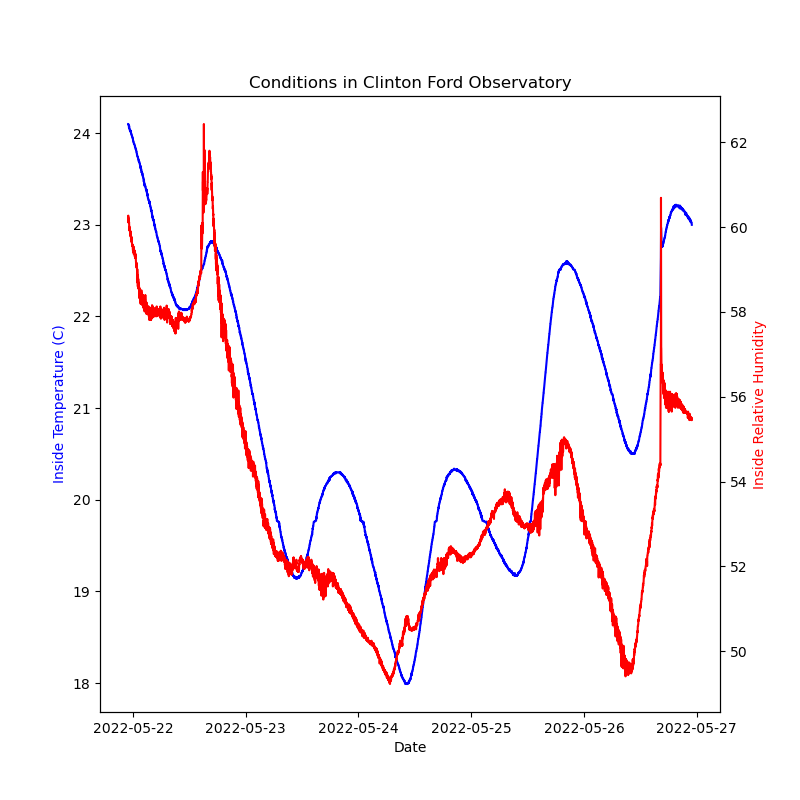 Conditions in Clinton Ford Observatory
24
23
22
21
20
19
18
Inside Temperature (C)
62
60
58
56
54
52
50
Inside Relative Humidity
2022-05-22 2022-05-23 2022-05-24 2022-05-25 2022-05-26 2022-05-27
Date